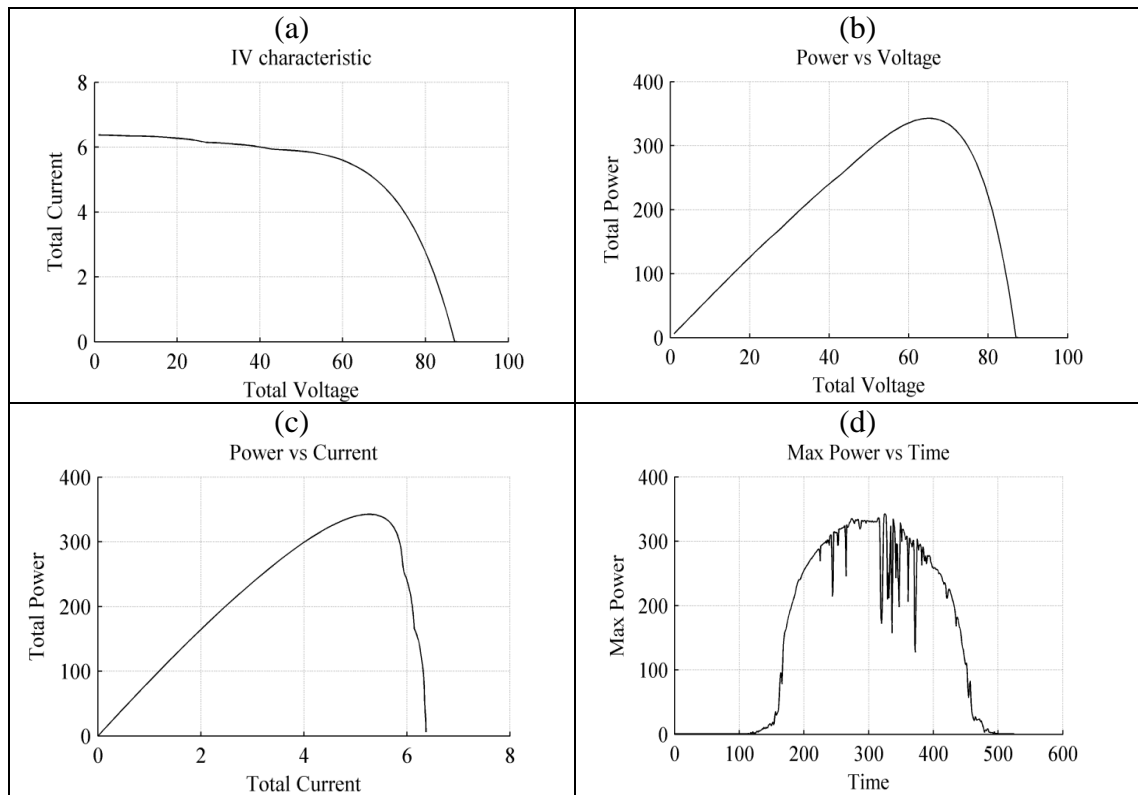 (a)
IV characteristic
8
6
4
2
0
0 20 40 60 80 100
Total Current
Total Voltage
(b)
Power vs Voltage
400
300
200
100
0
0 20 40 60 80 100
Total Power
Total Voltage
(c)
Power vs Current
400
300
200
100
0
0 2 4 6 8
Total Power
Total Current
(d)
Max Power vs Time
400
300
200
100
0
0 100 200 300 400 500 600
Max Power
Time